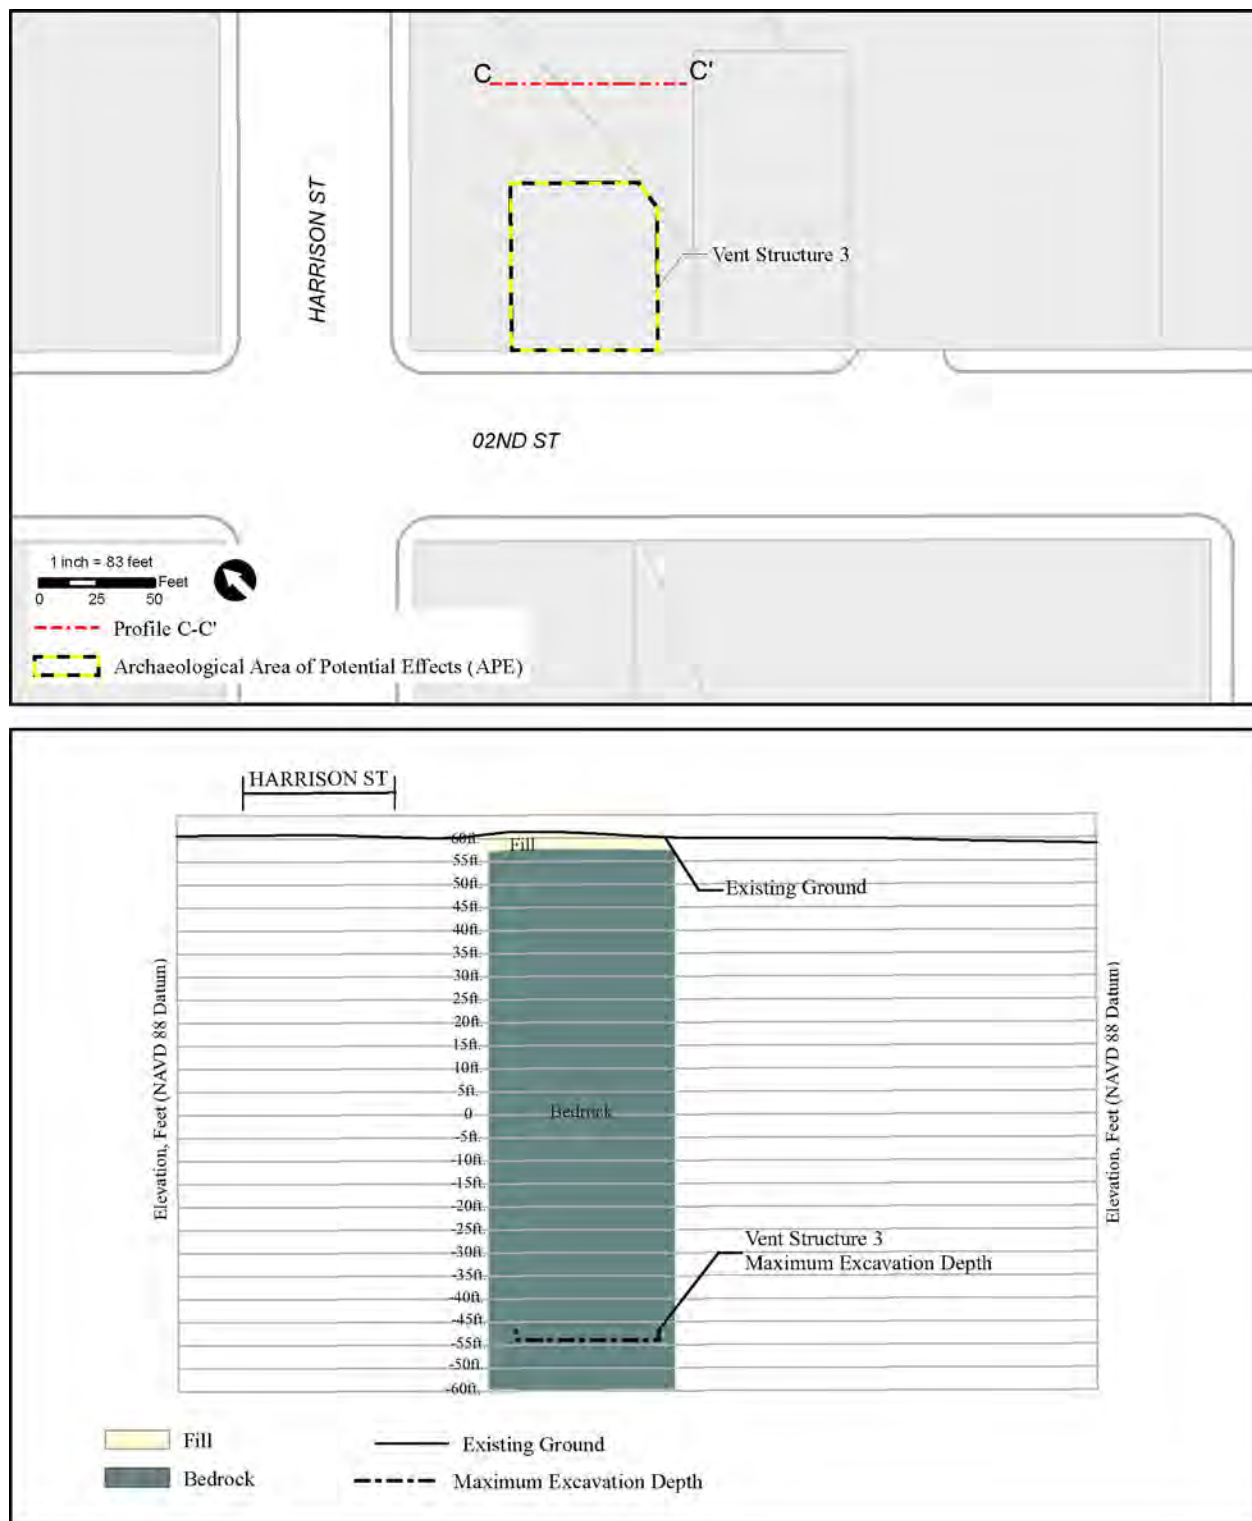 C
C'
HARRISON ST
Vent Structure 3
02ND ST
1 inch = 83 feet
Feet
0 25 50
Profile C-C'
Archaeological Area of Potential Effects (APE)
HARRISON ST
60ft.
Fill
55ft.
Existing Ground
50ft.
45ft.
40ft.
35ft.
30ft.
25ft.
20ft.
15ft.
10ft.
5ft.
0
Bedrock
-5ft.
-10ft.
-15ft.
-20ft.
-25ft.
-30ft.
-35ft.
-40ft.
-45ft.
-55ft.
-50ft.
-60ft.
Elevation, Feet (NAVD 88 Datum)
Elevation, Feet (NAVD 88 Datum)
Vent Structure 3
Maximum Excavation Depth
Fill
Existing Ground
Bedrock
Maximum Excavation Depth